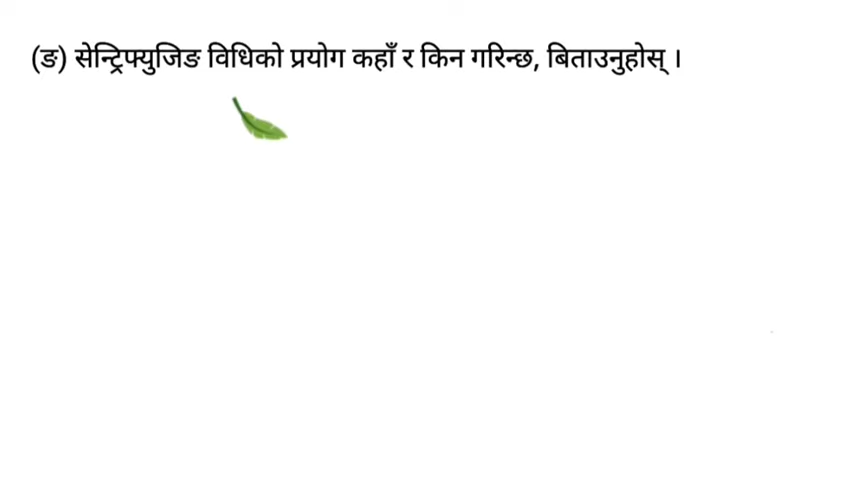 (ङ) सेन्ट्रिफ्युजिङ विधिको प्रयोग कहाँ र किन गरिन्छ, बिताउनुहोस् ।